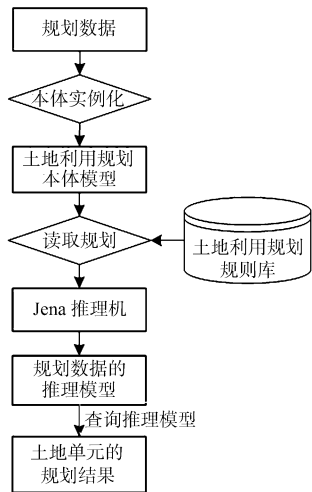 规划数据
本体实例化
土地利用规划
本体模型
读取规划
土地利用规划
规则库
Jena 推理机
规划数据的
推理模型
查询推理模型
土地单元的
规划结果